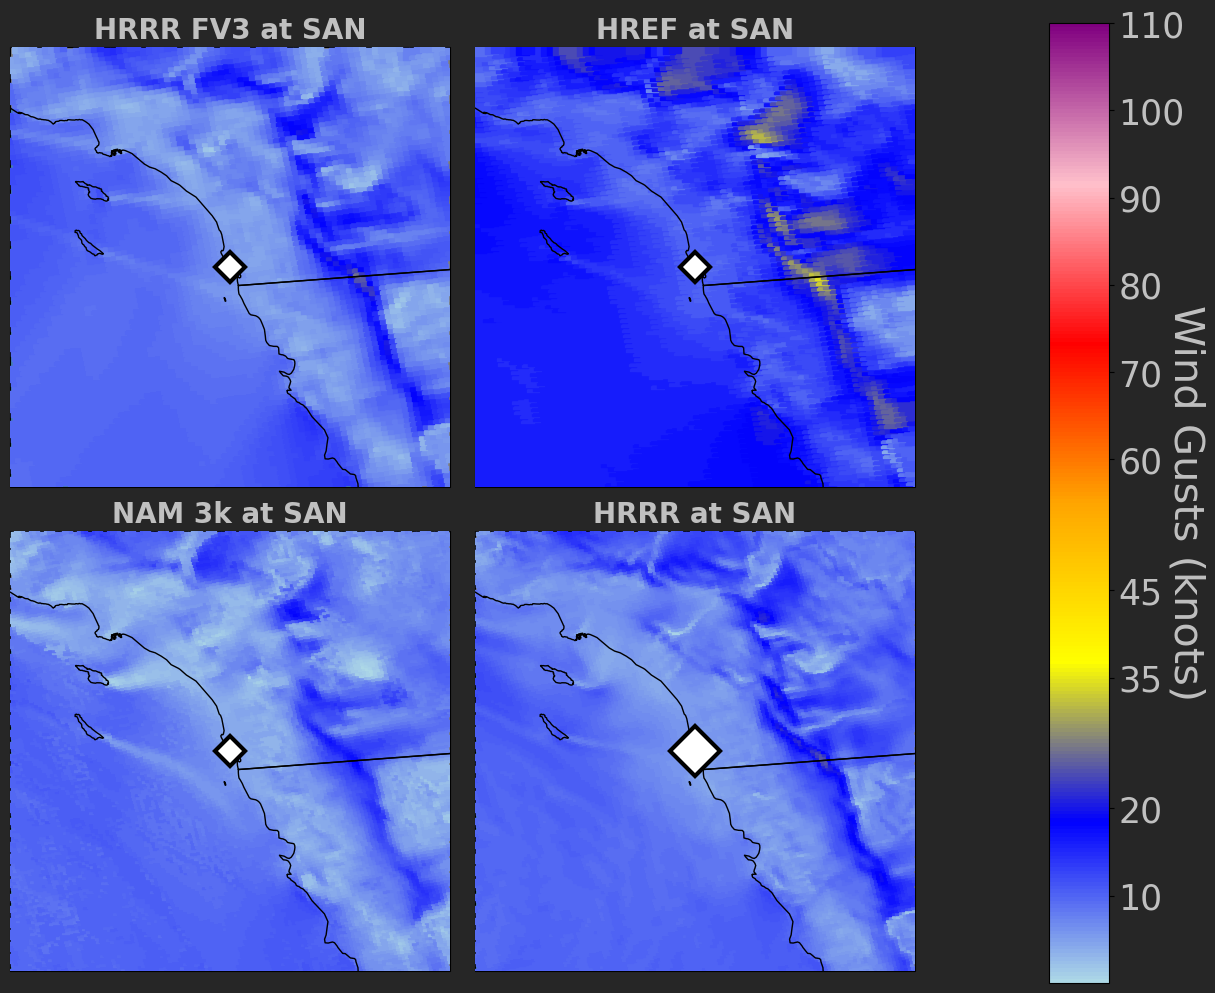 HRRR FV3 at SAN
HREF at SAN
NAM 3k at SAN
HRRR at SAN
110
100
90
80
70
60
45
35
20
10
Wind Gusts (knots)